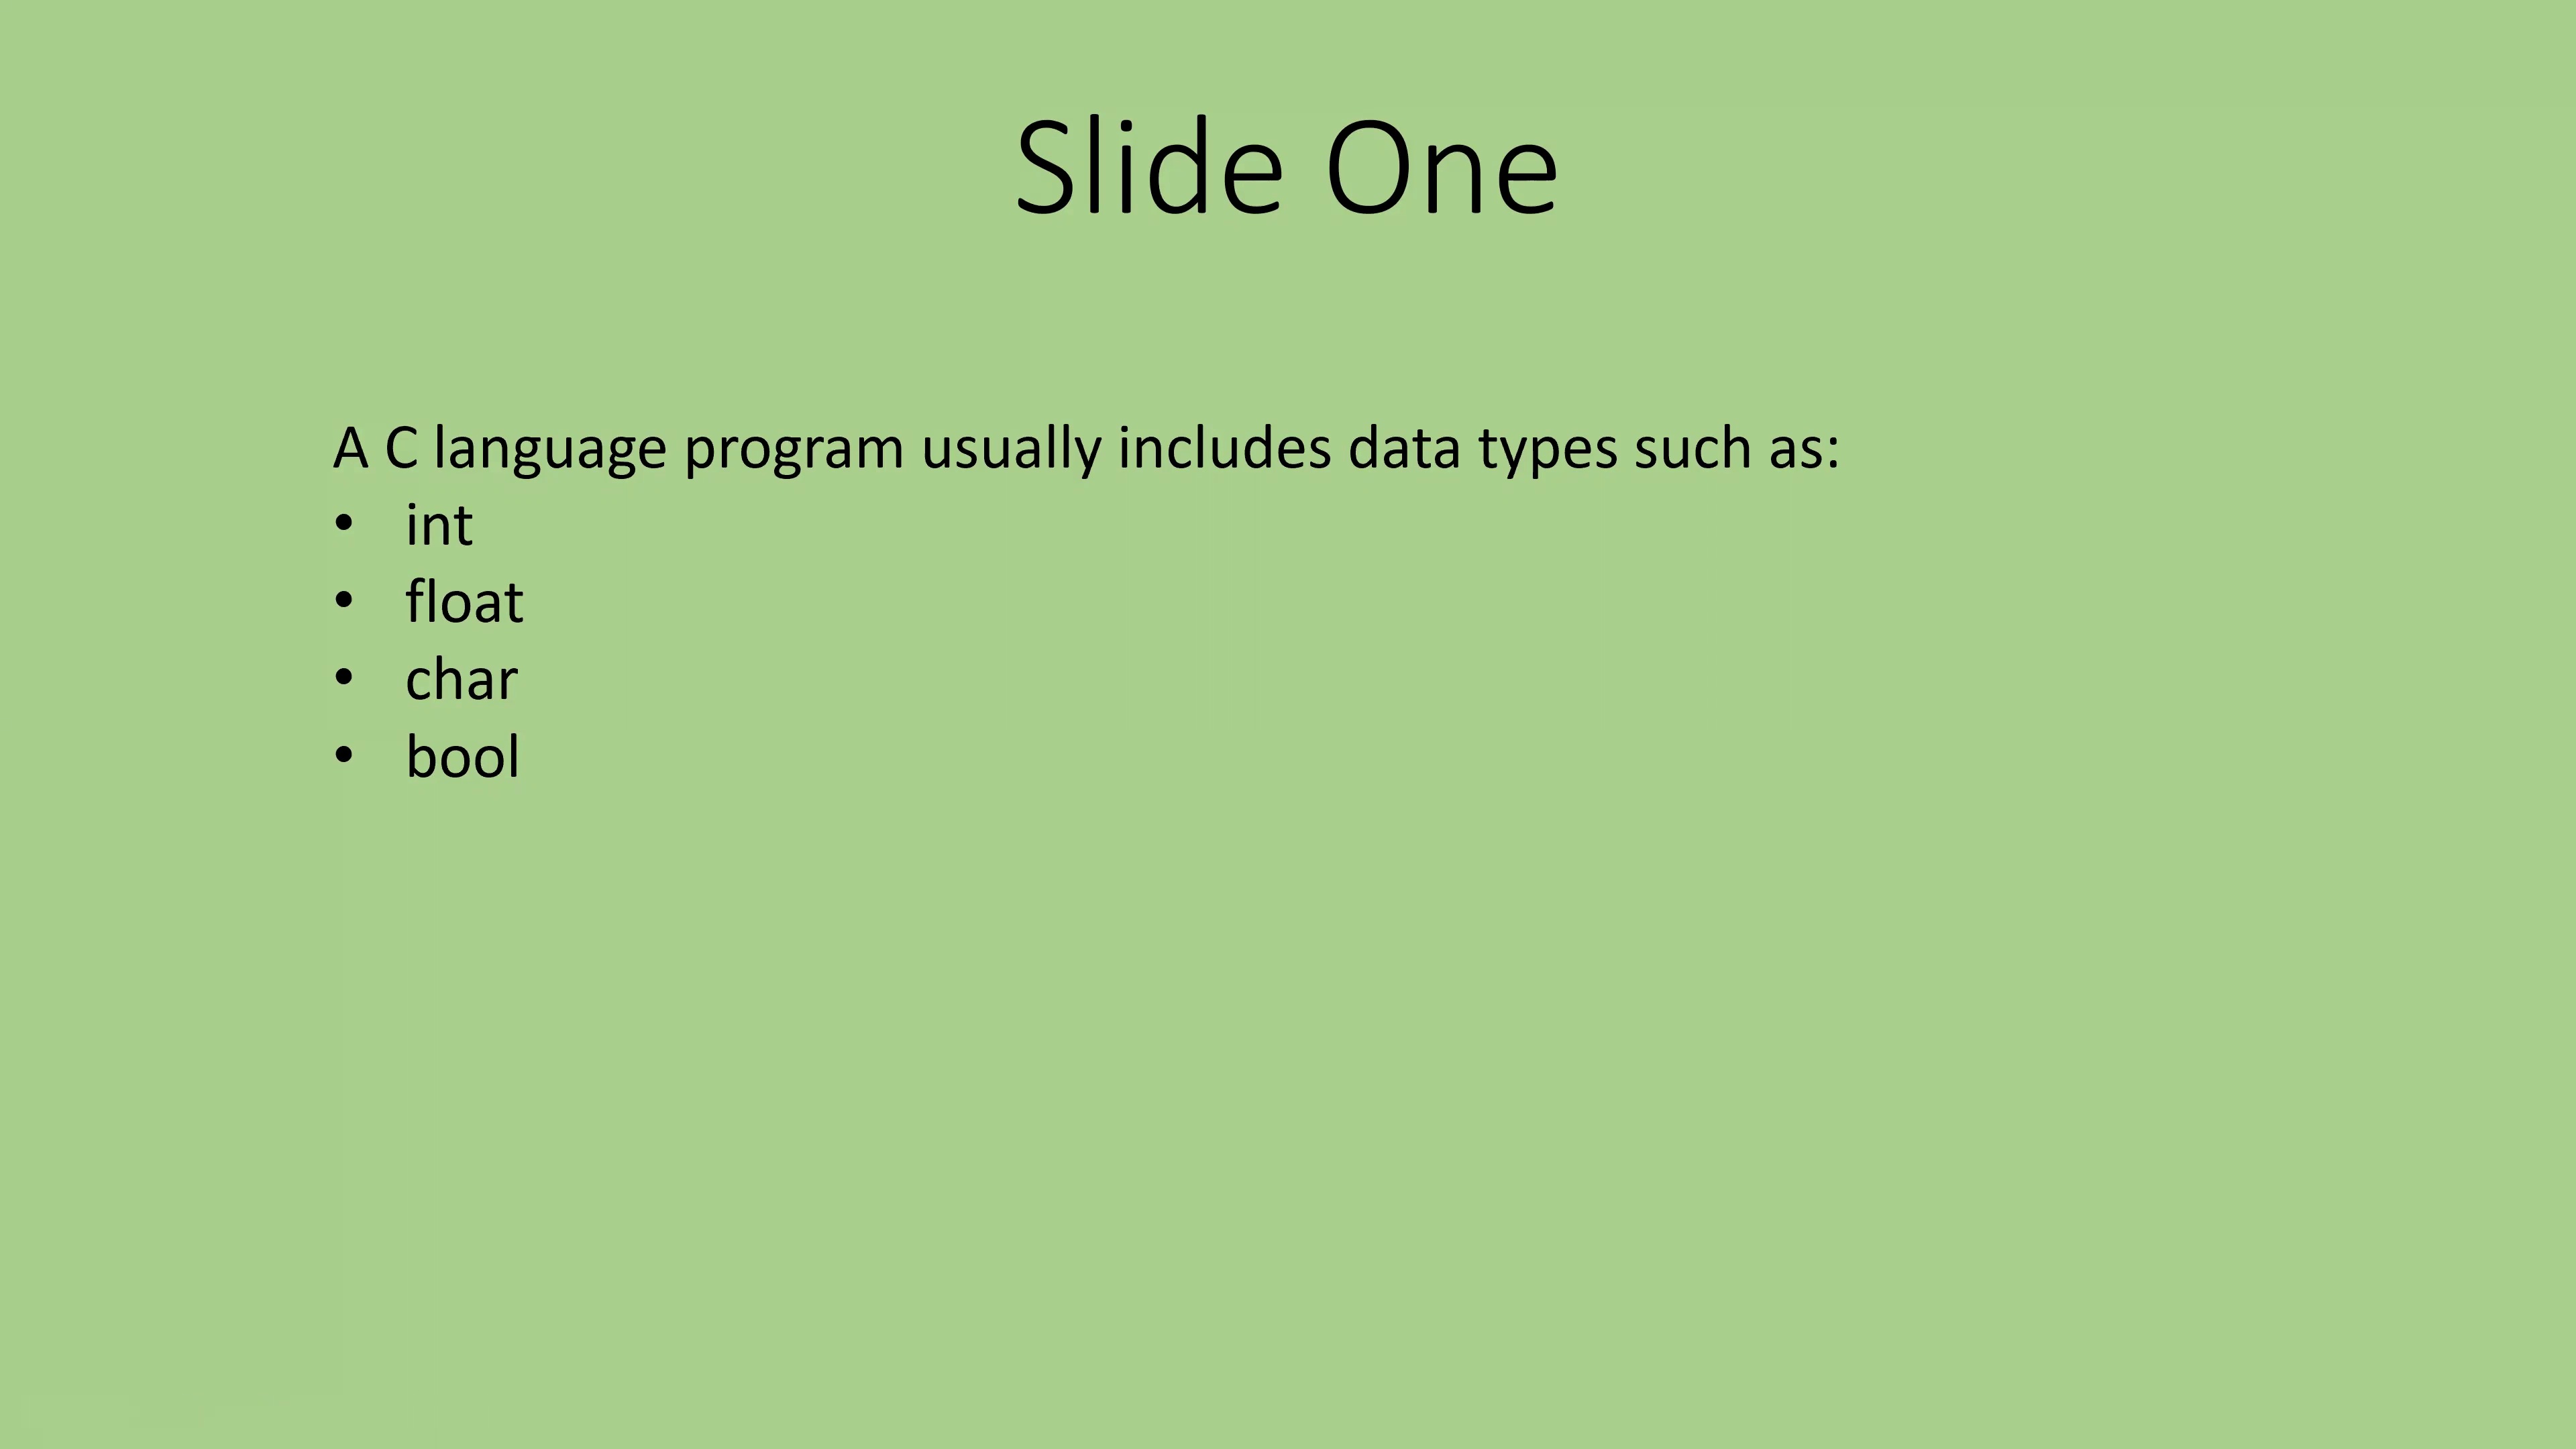 Slide One
A C language program usually includes data types such as:
• int
• float
• char
• bool